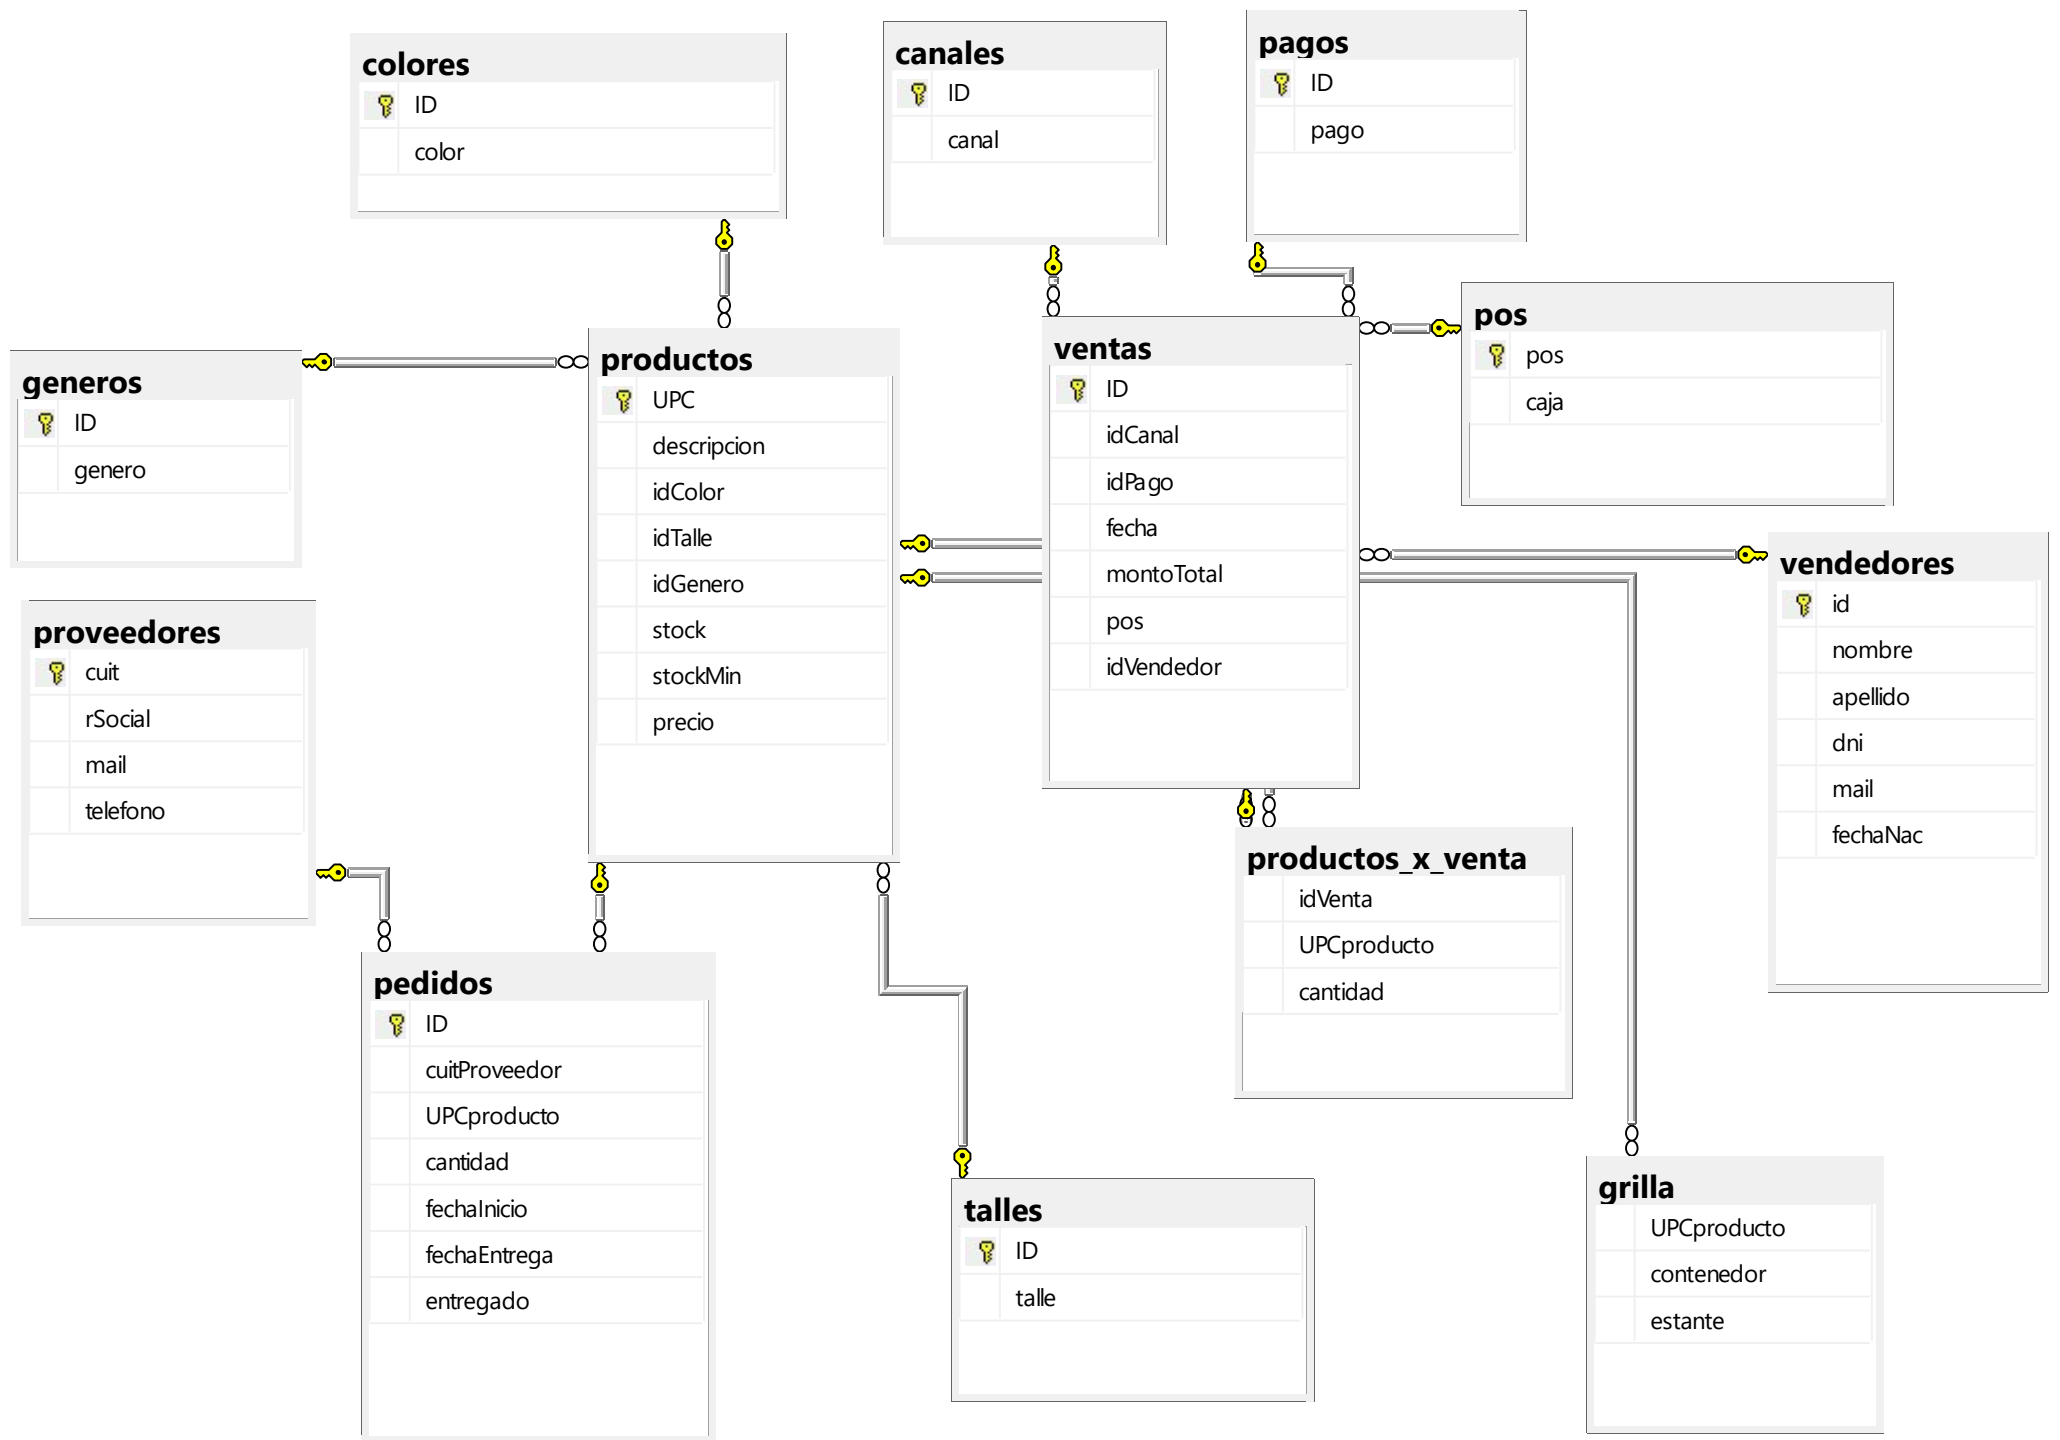 colores
ID
color
canales
ID
canal
pagos
ID
pago
generos
ID
genero
productos
UPC
descripcion
idColor
idTalle
idGenero
stock
stockMin
precio
ventas
ID
idCanal
idPago
fecha
montoTotal
pos
idVendedor
pos
pos
caja
vendedores
id
nombre
apellido
dni
mail
fechaNac
proveedores
cuit
rSocial
mail
telefono
pedidos
ID
cuitProveedor
UPCproducto
cantidad
fechaInicio
fechaEntrega
entregado
productos_x_venta
idVenta
UPCproducto
cantidad
talles
ID
talle
grilla
UPCproducto
contenedor
estante